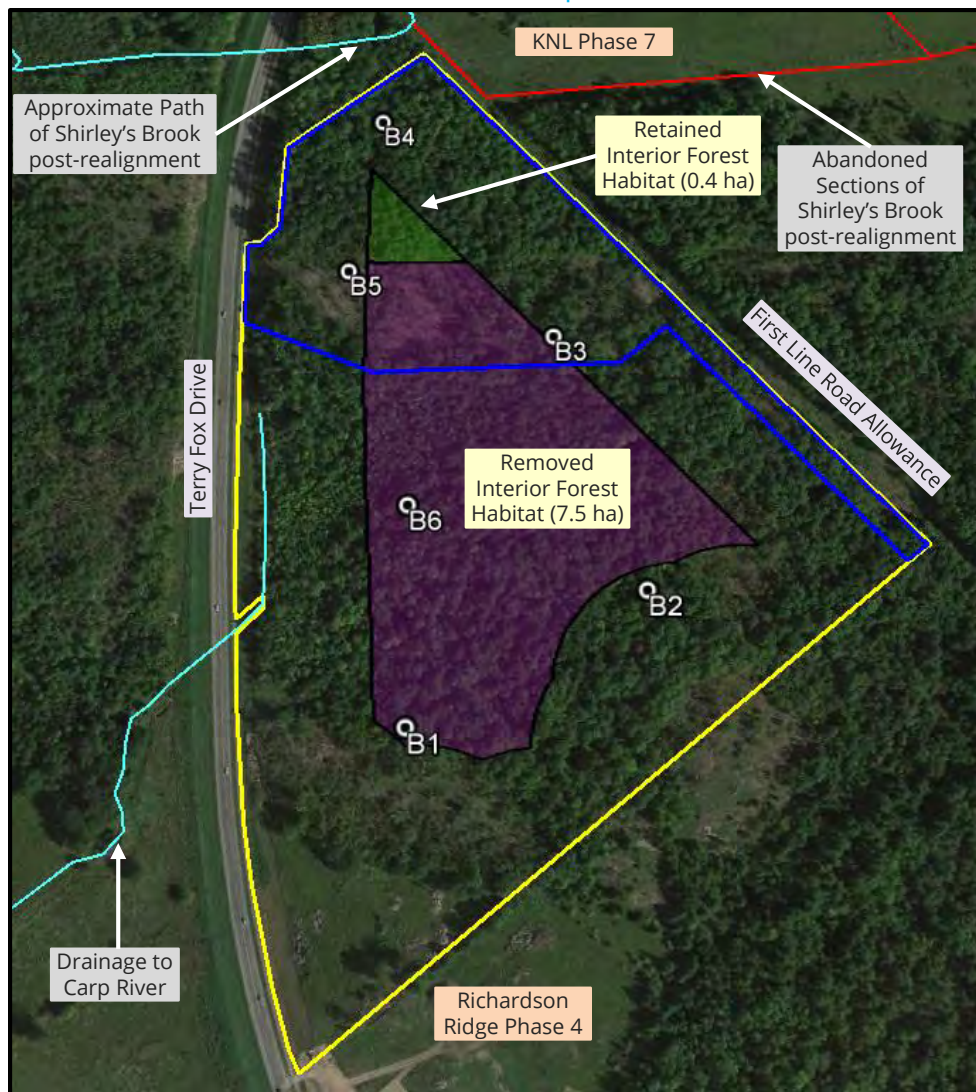 KNL Phase 7
Approximate Path
of Shirley's Brook
post-realignment
B4
Retained
Interior Forest
Habitat (0.4 ha)
Abandoned
Sections of
Shirley's Brook
post-realignment
B5
B3
First Line Road Allowance
Terry Fox Drive
Removed
Interior Forest
Habitat (7.5 ha)
B6
B2
B1
Drainage to
Carp River
Richardson
Ridge Phase 4